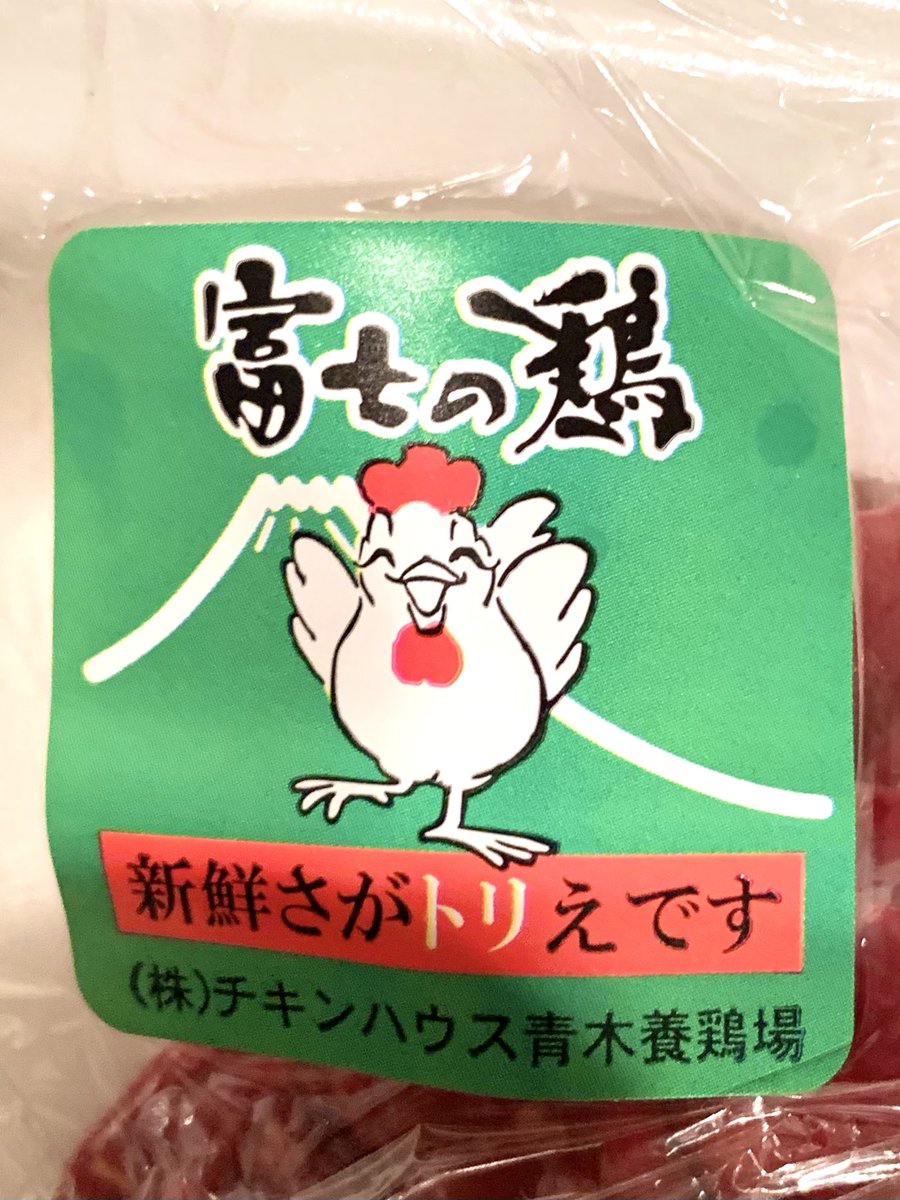 富士の鶏
新鮮さがトリえです
(株)チキンハウス青木養鶏場